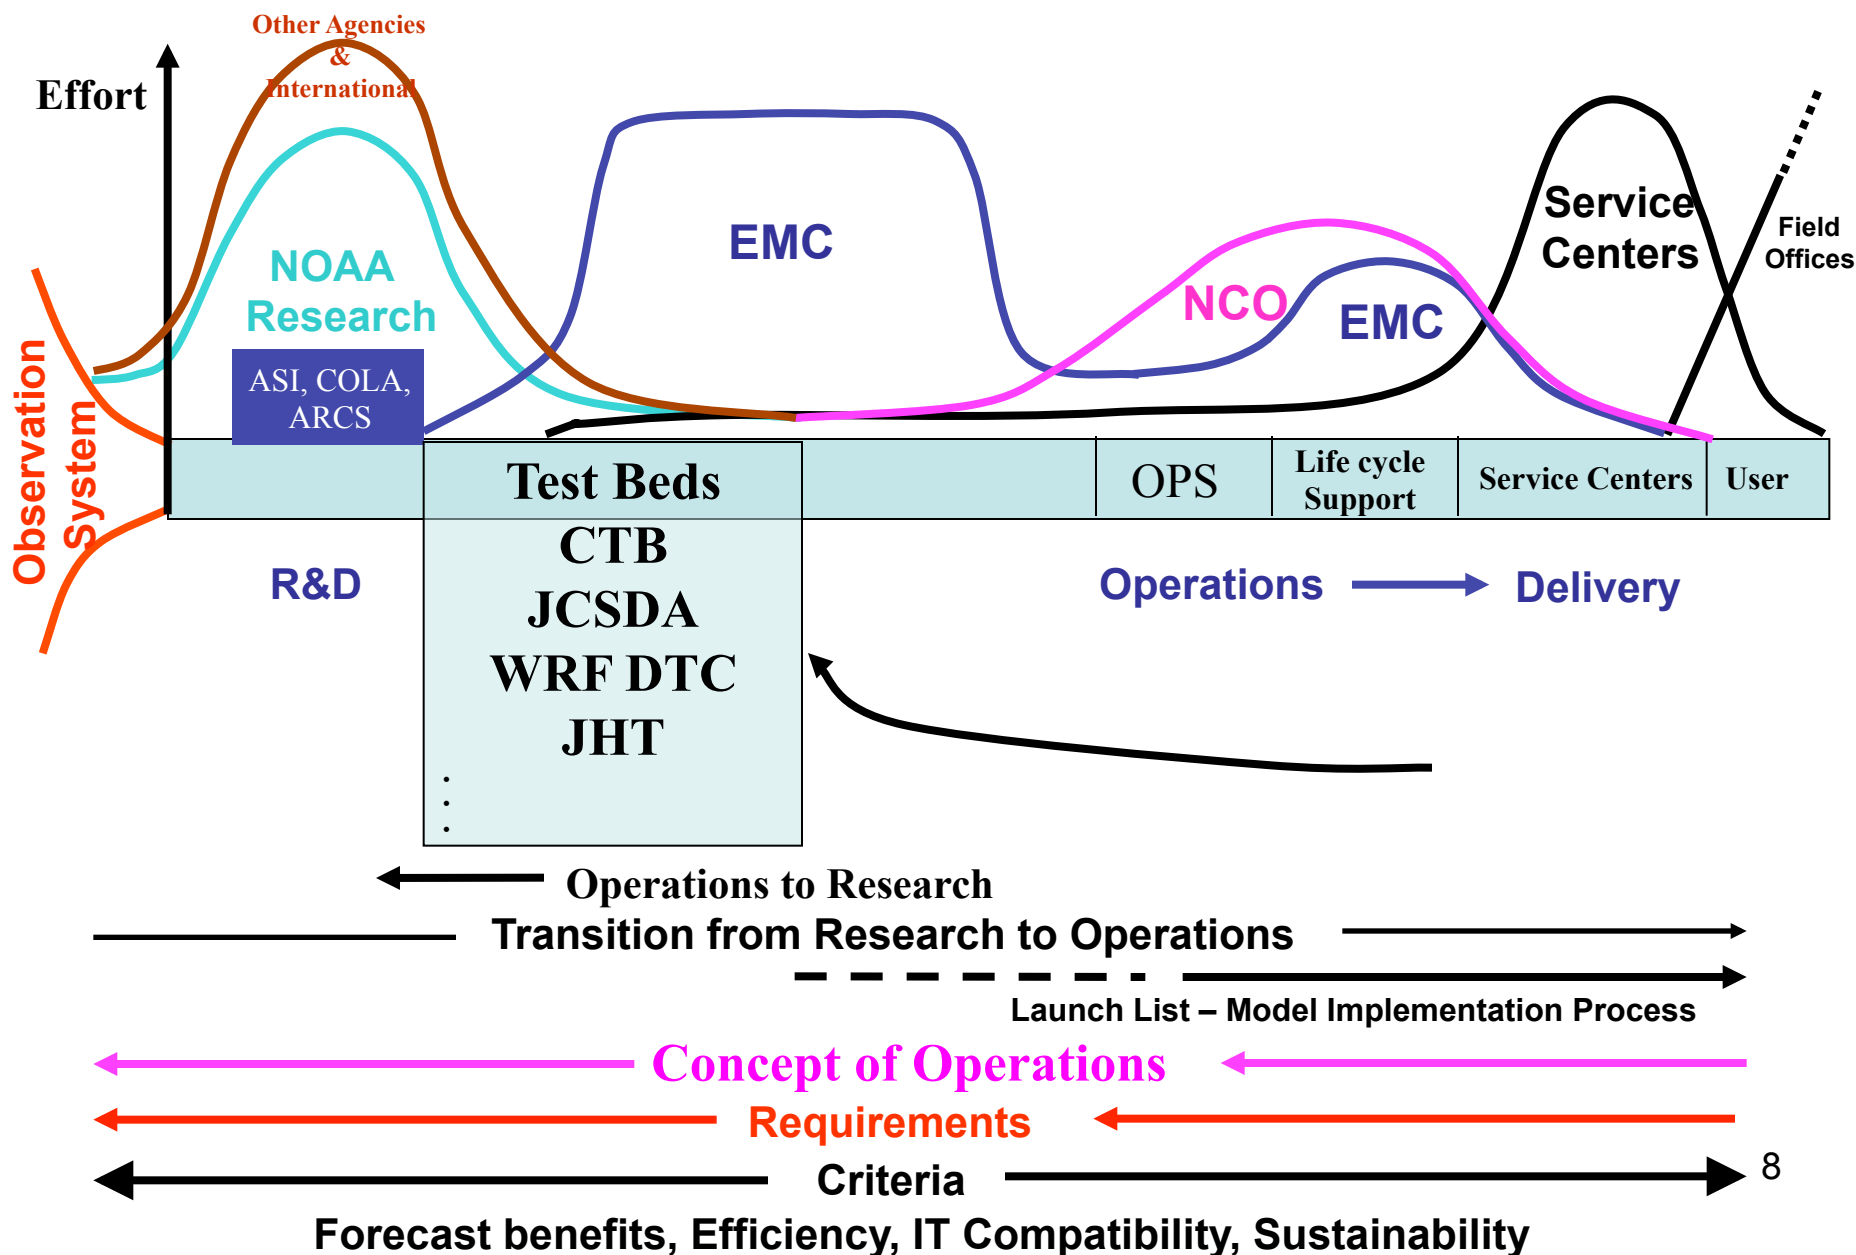 Other Agencies
&
International
Effort
EMC
Service
Centers
Field
Offices
NOAA
Research
NCO
EMC
Observation
System
ASI, COLA,
ARCS
Test Beds
CTB
JCSDA
WRF DTC
JHT
.
.
.
OPS
Life cycle
Support
Service Centers
User
R&D
Operations
Delivery
Operations to Research
Transition from Research to Operations
Launch List – Model Implementation Process
Concept of Operations
Requirements
Criteria
8
Forecast benefits, Efficiency, IT Compatibility, Sustainability